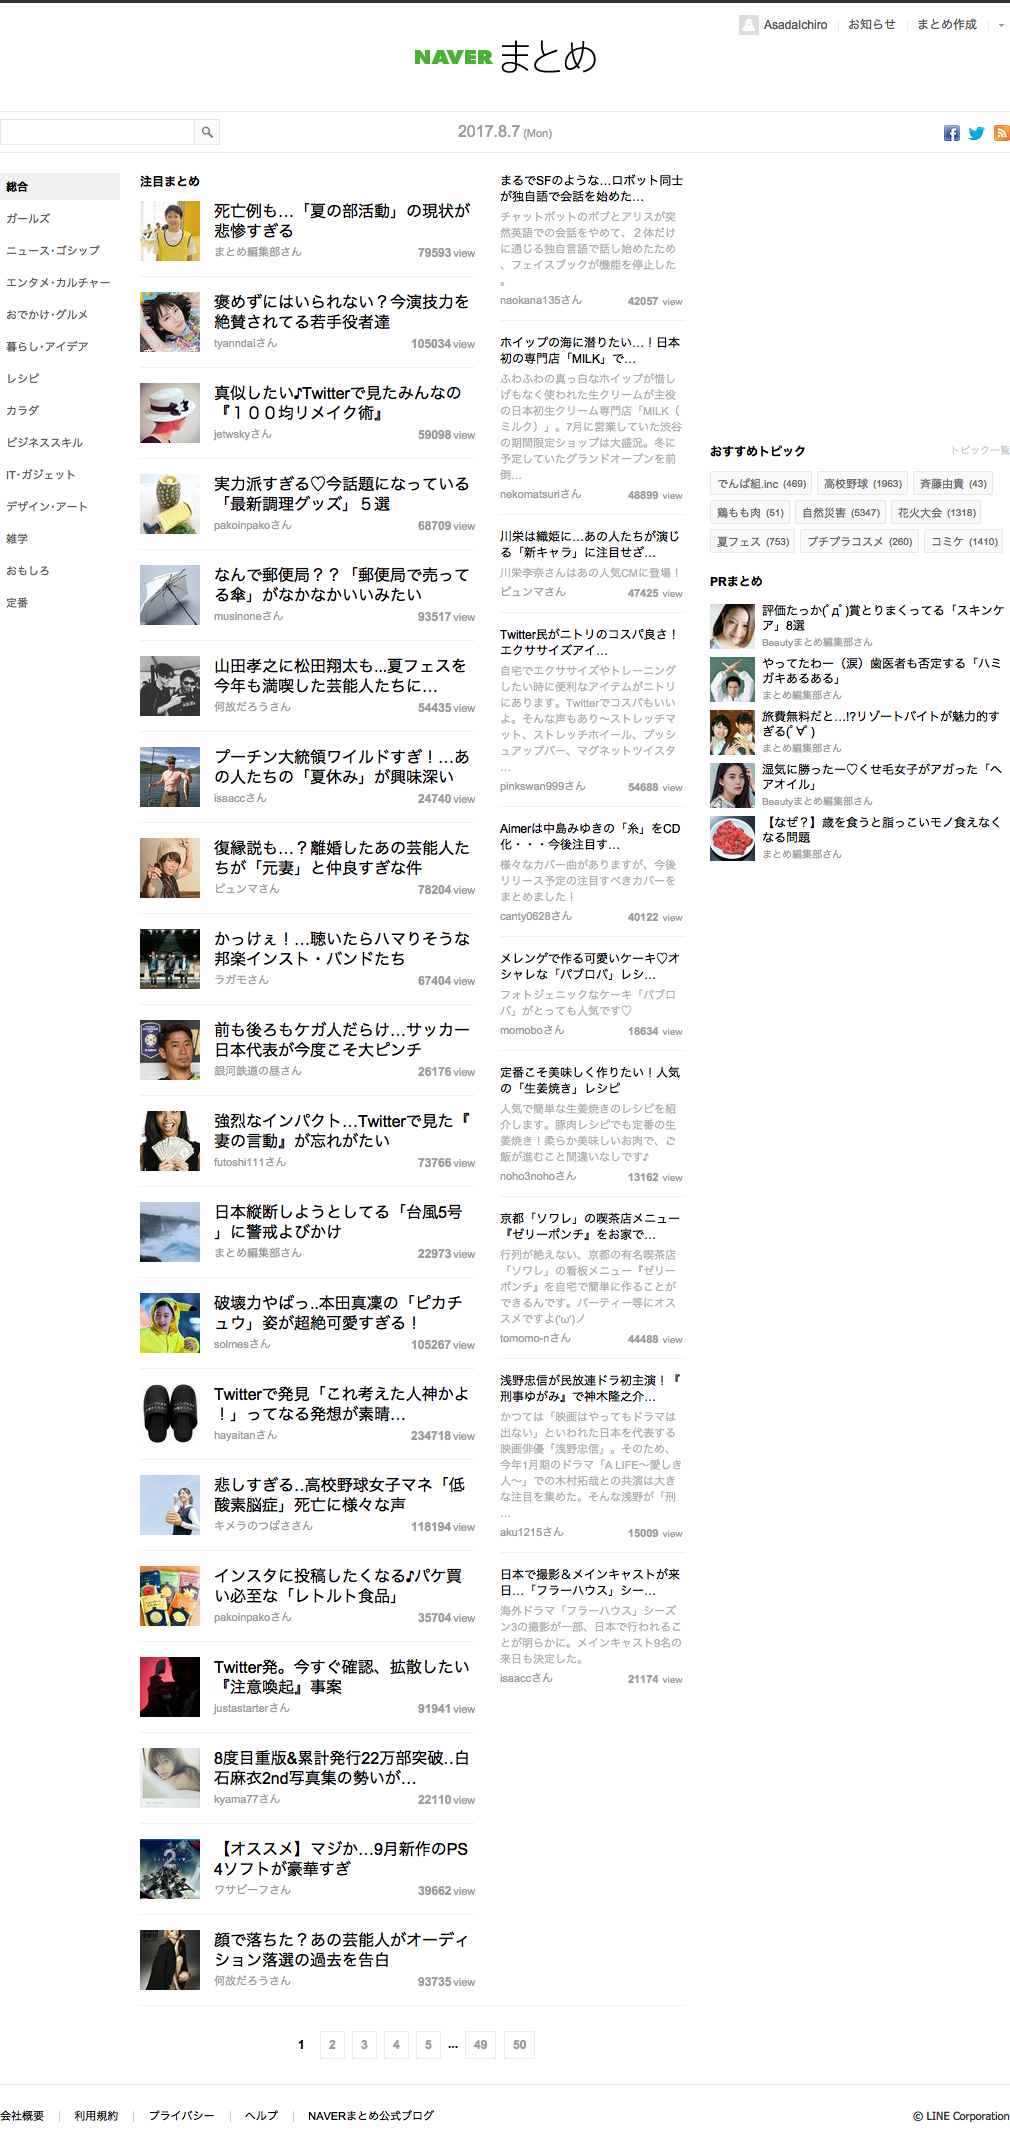 AsadaIchiro
お知らせ
まとめ作成
NAVER まとめ
2017.8.7 (Mon)
総合
ガールズ
ニュース・ゴシップ
エンタメ・カルチャー
おでかけ・グルメ
暮らし・アイデア
レシピ
カラダ
ビジネススキル
IT・ガジェット
デザイン・アート
雑学
おもしろ
定番
注目まとめ
死亡例も…「夏の部活動」の現状が
悲惨すぎる
まとめ編集部さん
79593 view
褒めずにはいられない？今演技力を
絶賛されてる若手役者達
tyanndaiさん
105034 view
真似したい♪Twitterで見たみんなの
『１００均リメイク術』
jetwskyさん
59098 view
実力派すぎる♡今話題になっている
「最新調理グッズ」５選
pakoinpakoさん
68709 view
なんで郵便局？？「郵便局で売って
る傘」がなかなかいいみたい
musinoneさん
93517 view
山田孝之に松田翔太も...夏フェスを
今年も満喫した芸能人たちに…
何故だろうさん
54435 view
プーチン大統領ワイルドすぎ！…あ
の人たちの「夏休み」が興味深い
isaaccさん
24740 view
復縁説も…？離婚したあの芸能人た
ちが「元妻」と仲良すぎな件
ピュンマさん
78204 view
かっけぇ！…聴いたらハマりそうな
邦楽インスト・バンドたち
ラガモさん
67404 view
前も後ろもケガ人だらけ…サッカー
日本代表が今度こそ大ピンチ
銀河鉄道の昼さん
26176 view
強烈なインパクト…Twitterで見た『
妻の言動』が忘れがたい
futoshi111さん
73766 view
日本縦断しようとしてる「台風5号
」に警戒よびかけ
まとめ編集部さん
22973 view
破壊力やばっ..本田真凜の「ピカチ
ュウ」姿が超絶可愛すぎる！
solmesさん
105267 view
Twitterで発見「これ考えた人神かよ
！」ってなる発想が素晴…
hayaitanさん
234718 view
悲しすぎる..高校野球女子マネ「低
酸素脳症」死亡に様々な声
キメラのつばささん
118194 view
インスタに投稿したくなる♪パケ買
い必至な「レトルト食品」
pakoinpakoさん
35704 view
Twitter発。今すぐ確認、拡散したい
『注意喚起』事案
justastarterさん
91941 view
8度目重版&累計発行22万部突破..白
石麻衣2nd写真集の勢いが…
kyama77さん
22110 view
【オススメ】マジか…9月新作のPS
4ソフトが豪華すぎ
ワサビーフさん
39662 view
顔で落ちた？あの芸能人がオーディ
ション落選の過去を告白
何故だろうさん
93735 view
まるでSFのような…ロボット同士
が独自語で会話を始めた…
チャットボットのボブとアリスが突
然英語での会話をやめて、２体だけ
に通じる独自言語で話し始めたため
、フェイスブックが機能を停止した
。
naokana135さん
42057 view
ホイップの海に潜りたい…！日本
初の専門店「MILK」で…
ふわふわの真っ白なホイップが惜し
げもなく使われた生クリームが主役
の日本初生クリーム専門店「MILK（
ミルク）」。7月に営業していた渋谷
の期間限定ショップは大盛況。冬に
予定していたグランドオープンを前
倒…
nekomatsuriさん
48899 view
川栄は織姫に…あの人たちが演じ
る「新キャラ」に注目せざ…
川栄李奈さんはあの人気CMに登場！
ピュンマさん
47425 view
Twitter民がニトリのコスパ良さ！
エクササイズアイ…
自宅でエクササイズやトレーニング
したい時に便利なアイテムがニトリ
にあります。Twitterでコスパもいい
よ。そんな声もあり〜ストレッチマ
ット、ストレッチホイール、プッシ
ュアップバー、マグネットツイスタ
…
pinkswan999さん
54688 view
Aimerは中島みゆきの「糸」をCD
化・・・今後注目す…
様々なカバー曲がありますが、今後
リリース予定の注目すべきカバーを
まとめました！
canty0628さん
40122 view
メレンゲで作る可愛いケーキ♡オ
シャレな「パブロバ」レシ…
フォトジェニックなケーキ「パブロ
バ」がとっても人気です♡
momoboさん
18634 view
定番こそ美味しく作りたい！人気
の「生姜焼き」レシピ
人気で簡単な生姜焼きのレシピを紹
介します。豚肉レシピでも定番の生
姜焼き！柔らか美味しいお肉で、ご
飯が進むこと間違いなしです♪
noho3nohoさん
13162 view
京都「ソワレ」の喫茶店メニュー
『ゼリーポンチ』をお家で…
行列が絶えない、京都の有名喫茶店
「ソワレ」の看板メニュー『ゼリー
ポンチ』を自宅で簡単に作ることが
できるんです。パーティー等にオス
スメですよ('ω')ノ
tomomo-nさん
44488 view
浅野忠信が民放連ドラ初主演！『
刑事ゆがみ』で神木隆之介…
かつては「映画はやってもドラマは
出ない」といわれた日本を代表する
映画俳優「浅野忠信」。そのため、
今年1月期のドラマ「A LIFE〜愛しき
人〜」での木村拓哉との共演は大き
な注目を集めた。そんな浅野が「刑
…
aku1215さん
15009 view
日本で撮影＆メインキャストが来
日…「フラーハウス」シー…
海外ドラマ「フラーハウス」シーズ
ン3の撮影が一部、日本で行われるこ
とが明らかに。メインキャスト9名の
来日も決定した。
isaaccさん
21174 view
おすすめトピック
トピック一覧
でんぱ組.inc (469)
高校野球 (1963)
斉藤由貴 (43)
鶏もも肉 (51)
自然災害 (5347)
花火大会 (1318)
夏フェス (753)
プチプラコスメ (260)
コミケ (1410)
PRまとめ
評価たっか(ﾟдﾟ)賞とりまくってる「スキンケ
ア」8選
Beautyまとめ編集部さん
やってたわー（涙）歯医者も否定する「ハミ
ガキあるある」
まとめ編集部さん
旅費無料だと…!?リゾートバイトが魅力的す
ぎる(ﾟ∀ﾟ)
まとめ編集部さん
湿気に勝ったー♡くせ毛女子がアガった「ヘ
アオイル」
Beautyまとめ編集部さん
【なぜ？】歳を食うと脂っこいモノ食えなく
なる問題
まとめ編集部さん
1 2 3 4 5 ... 49 50
会社概要
利用規約
プライバシー
ヘルプ
NAVERまとめ公式ブログ
© LINE Corporation